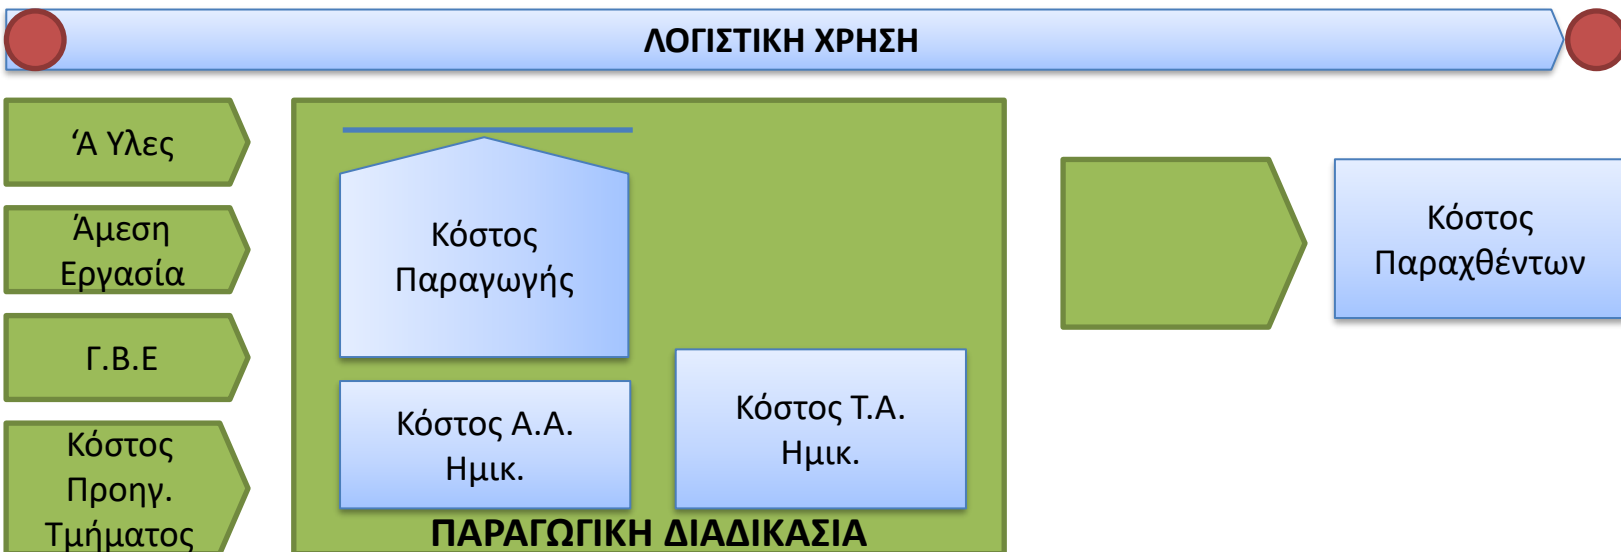 ΛΟΓΙΣΤΙΚΗ ΧΡΗΣΗ
‘Α Υλες
Άμεση
Εργασία
Γ.Β.Ε
Κόστος
Προηγ.
Τμήματος
Κόστος
Παραγωγής
Κόστος Α.Α.
Ημικ.
Κόστος Τ.Α.
Ημικ.
ΠΑΡΑΓΩΓΙΚΗ ΔΙΑΔΙΚΑΣΙΑ
Κόστος
Παραχθέντων